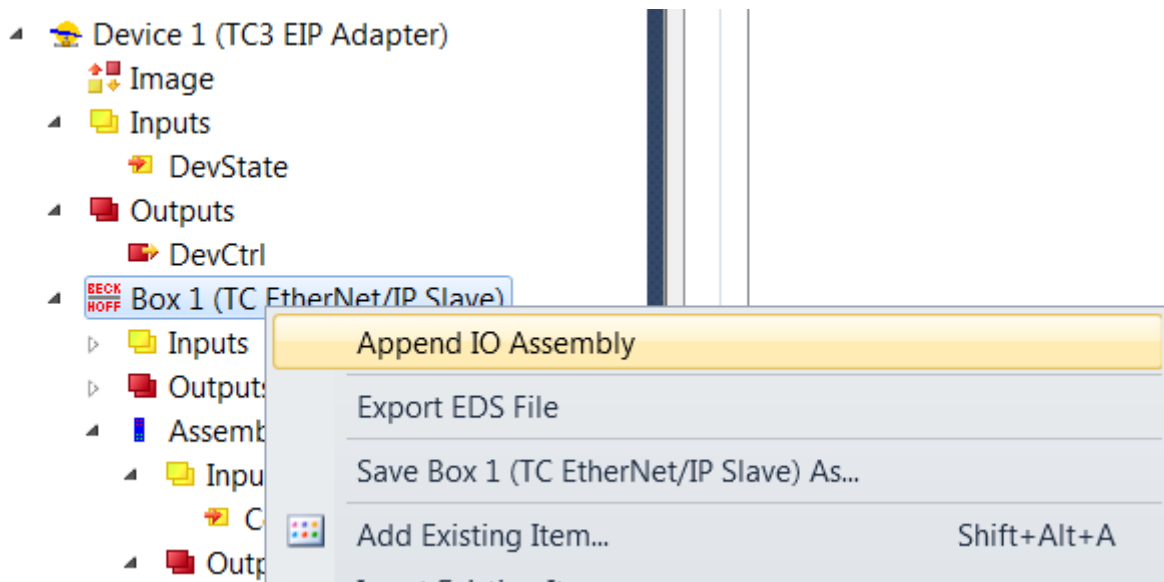 Device 1 (TC3 EIP Adapter)
Image
Inputs
DevState
Outputs
DevCtrl
BECK
HOFF
Box 1 (TC EtherNet/IP Slave)
Inputs
Append IO Assembly
Outputs
Export EDS File
Save Box 1 (TC EtherNet/IP Slave) As...
Add Existing Item... Shift+Alt+A